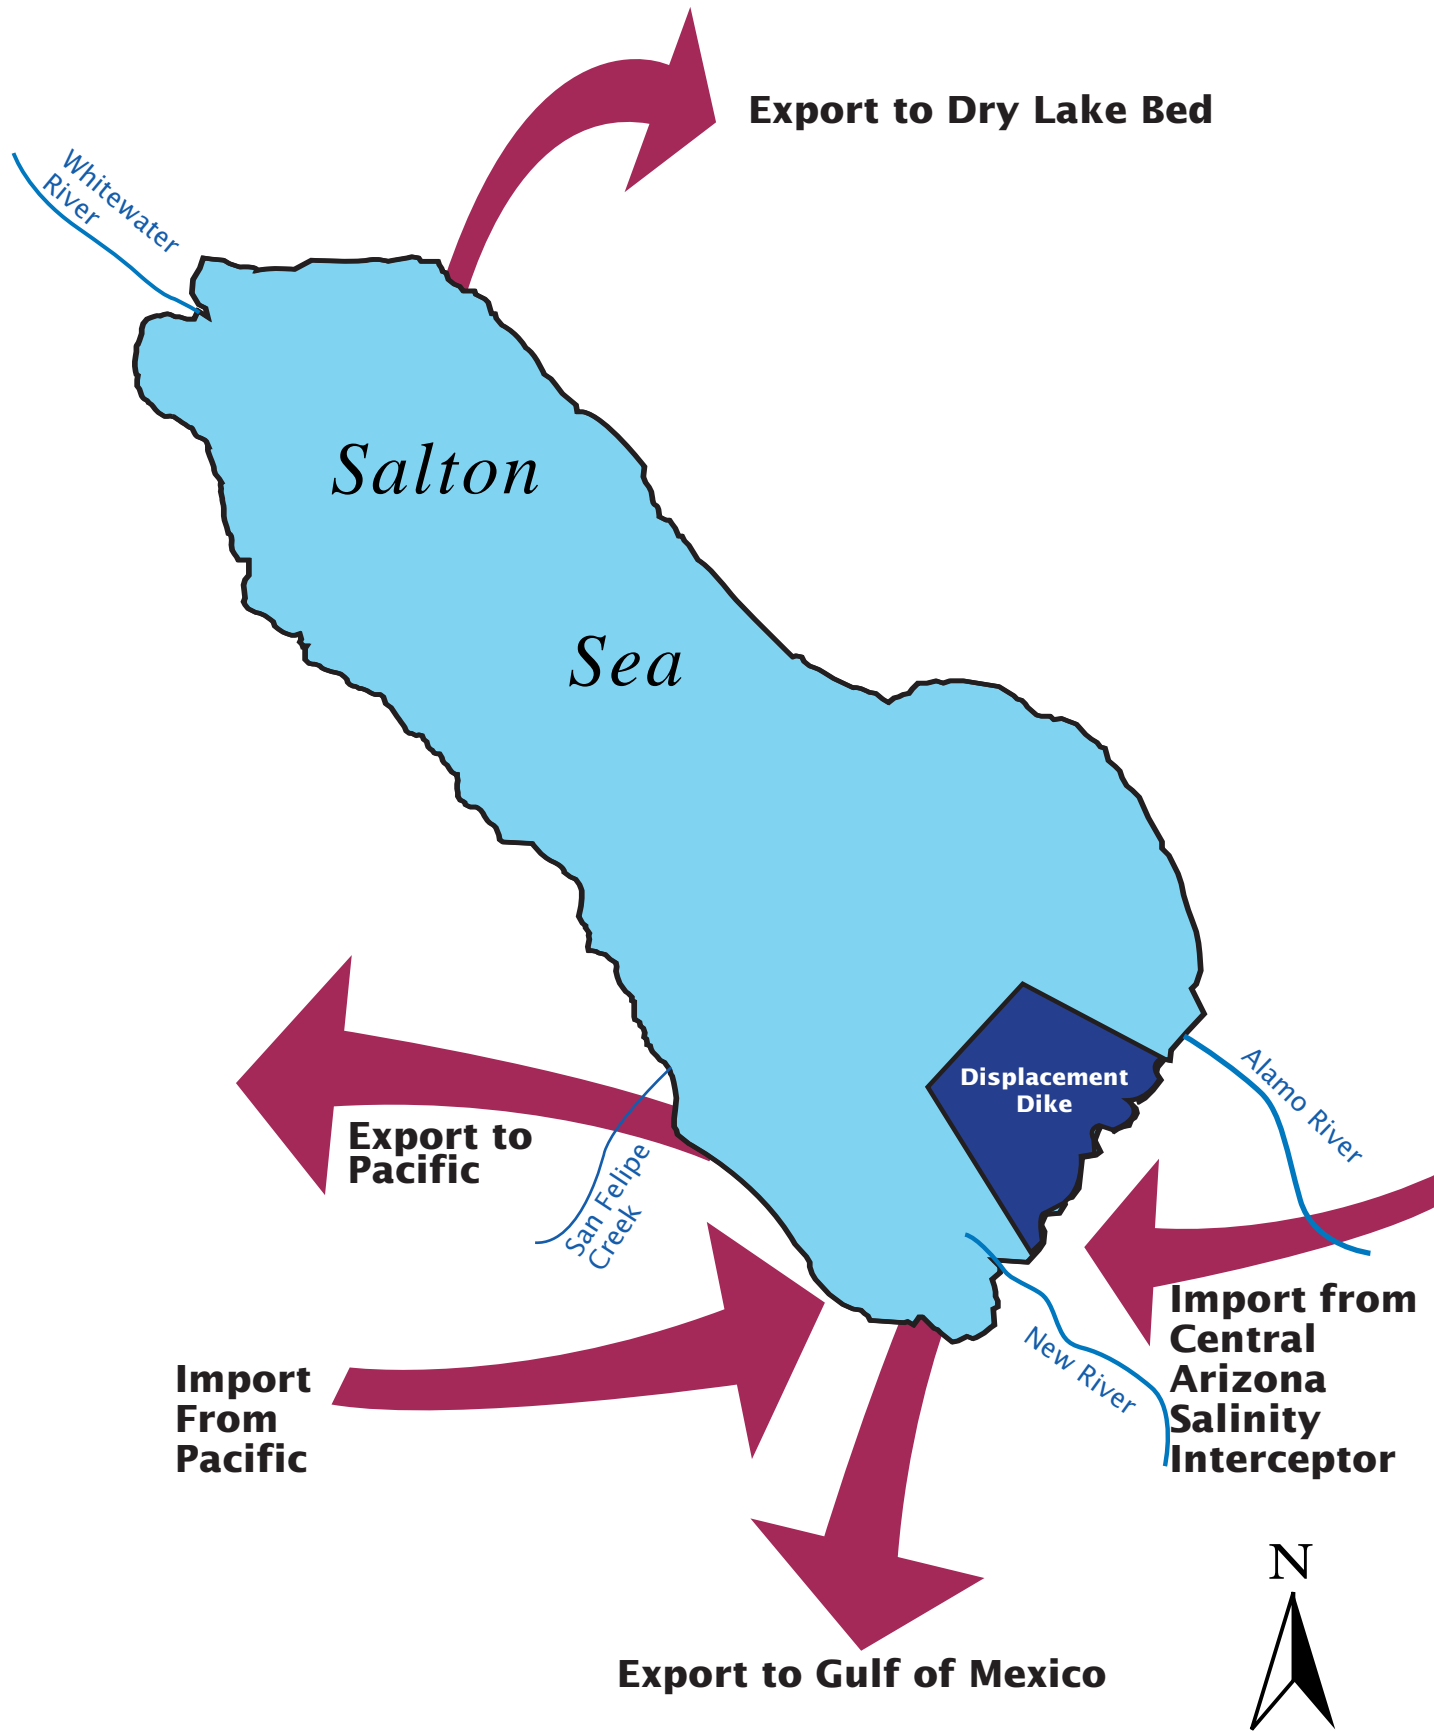 Export to Dry Lake Bed
Whitewater
River
Salton
Sea
Displacement
Dike
Alamo River
Export to
Pacific
San Felipe
Creek
Import from
Central
Arizona
Salinity
Interceptor
New River
Import
From
Pacific
N
Export to Gulf of Mexico